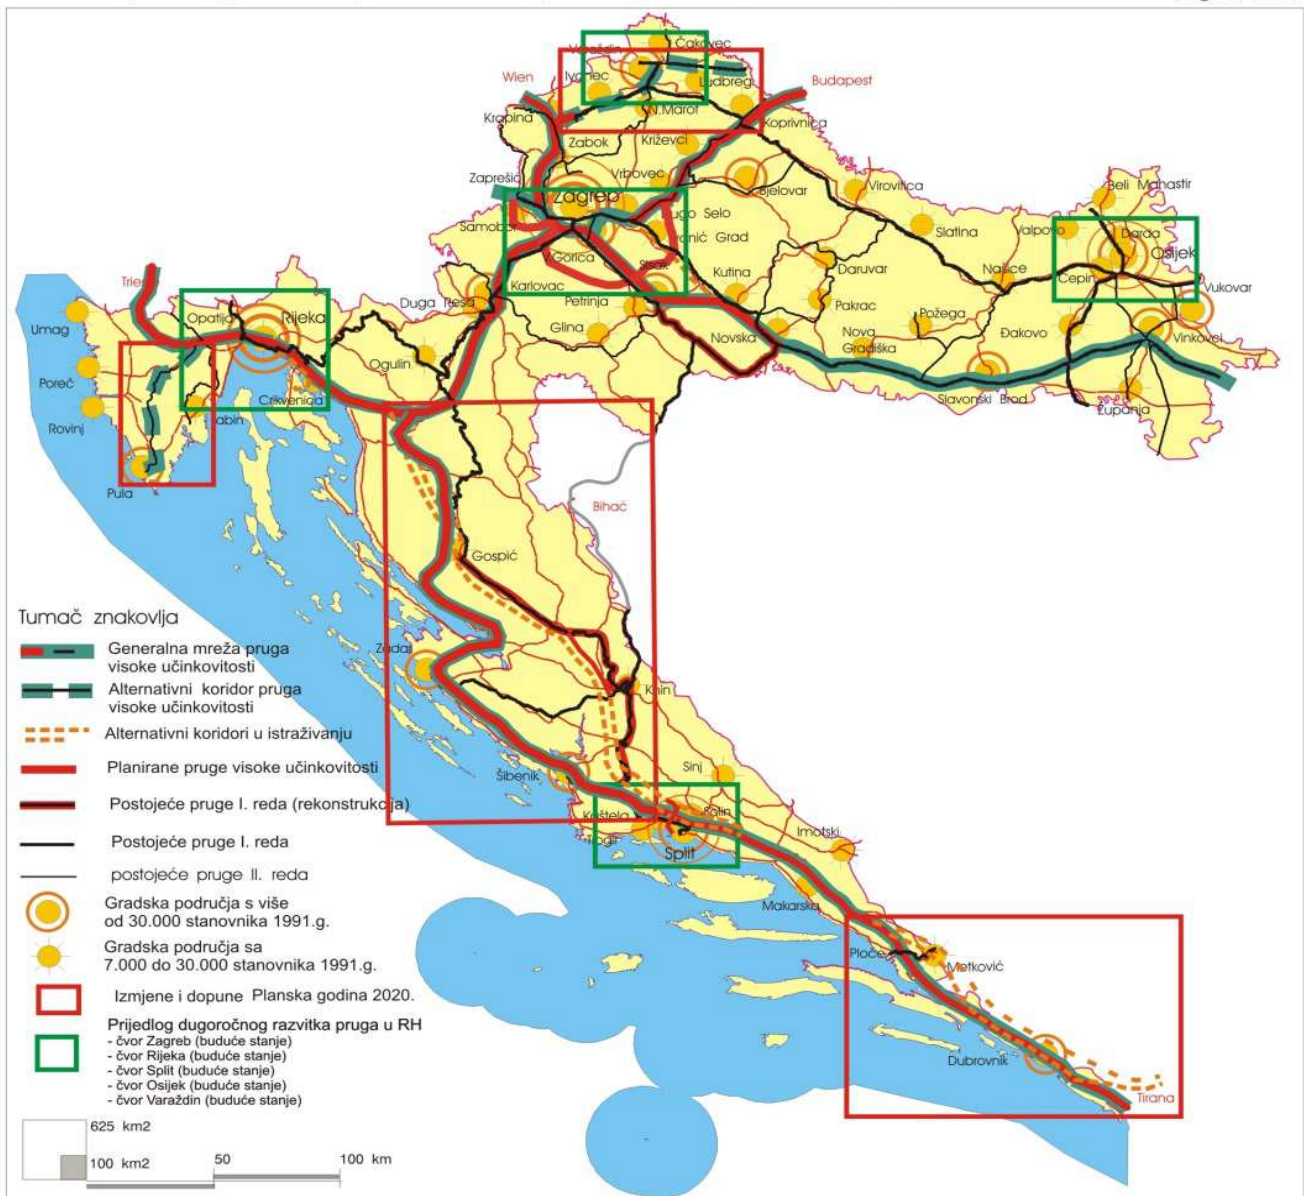 Čakovec
Varaždin
Ivanec
Ludbreg
Wien
Budapest
N.Marof
Krapina
Koprivnica
Zabok
Križevci
Zaprešić
Vrbovec
Bjelovar
Virovitica
Beli Manastir
Zagreb
Dugo Selo
Samobor
Ivanić Grad
Slatina
Valpovo
Darda
Osijek
V.Gorica
Sisak
Kutina
Daruvar
Našice
Čepin
Karlovac
Duga Resa
Petrinja
Pakrac
Vukovar
Opatija
Rijeka
Umag
Glina
Novska
Nova
Gradiška
Požega
Đakovo
Vinkovci
Ogulin
Poreč
Crikvenica
Slavonski Brod
Županja
Rovinj
Labin
Pula
Bihać
Gospić
Tumač znakovlja
Generalna mreža pruga
visoke učinkovitosti
Alternativni koridor pruga
visoke učinkovitosti
Alternativni koridori u istraživanju
Planirane pruge visoke učinkovitosti
Postojeće pruge I. reda (rekonstrukcija)
Postojeće pruge I. reda
postojeće pruge II. reda
Gradska područja s više
od 30.000 stanovnika 1991.g.
Gradska područja sa
7.000 do 30.000 stanovnika 1991.g.
Izmjene i dopune Planska godina 2020.
Prijedlog dugoročnog razvitka pruga u RH
- čvor Zagreb (buduće stanje)
- čvor Rijeka (buduće stanje)
- čvor Split (buduće stanje)
- čvor Osijek (buduće stanje)
- čvor Varaždin (buduće stanje)
Zadar
Knin
Šibenik
Sinj
Kaštela
Solin
Trogir
Split
Imotski
Makarska
Ploče
Metković
Dubrovnik
Tirana
625 km2
100 km2
50
100 km